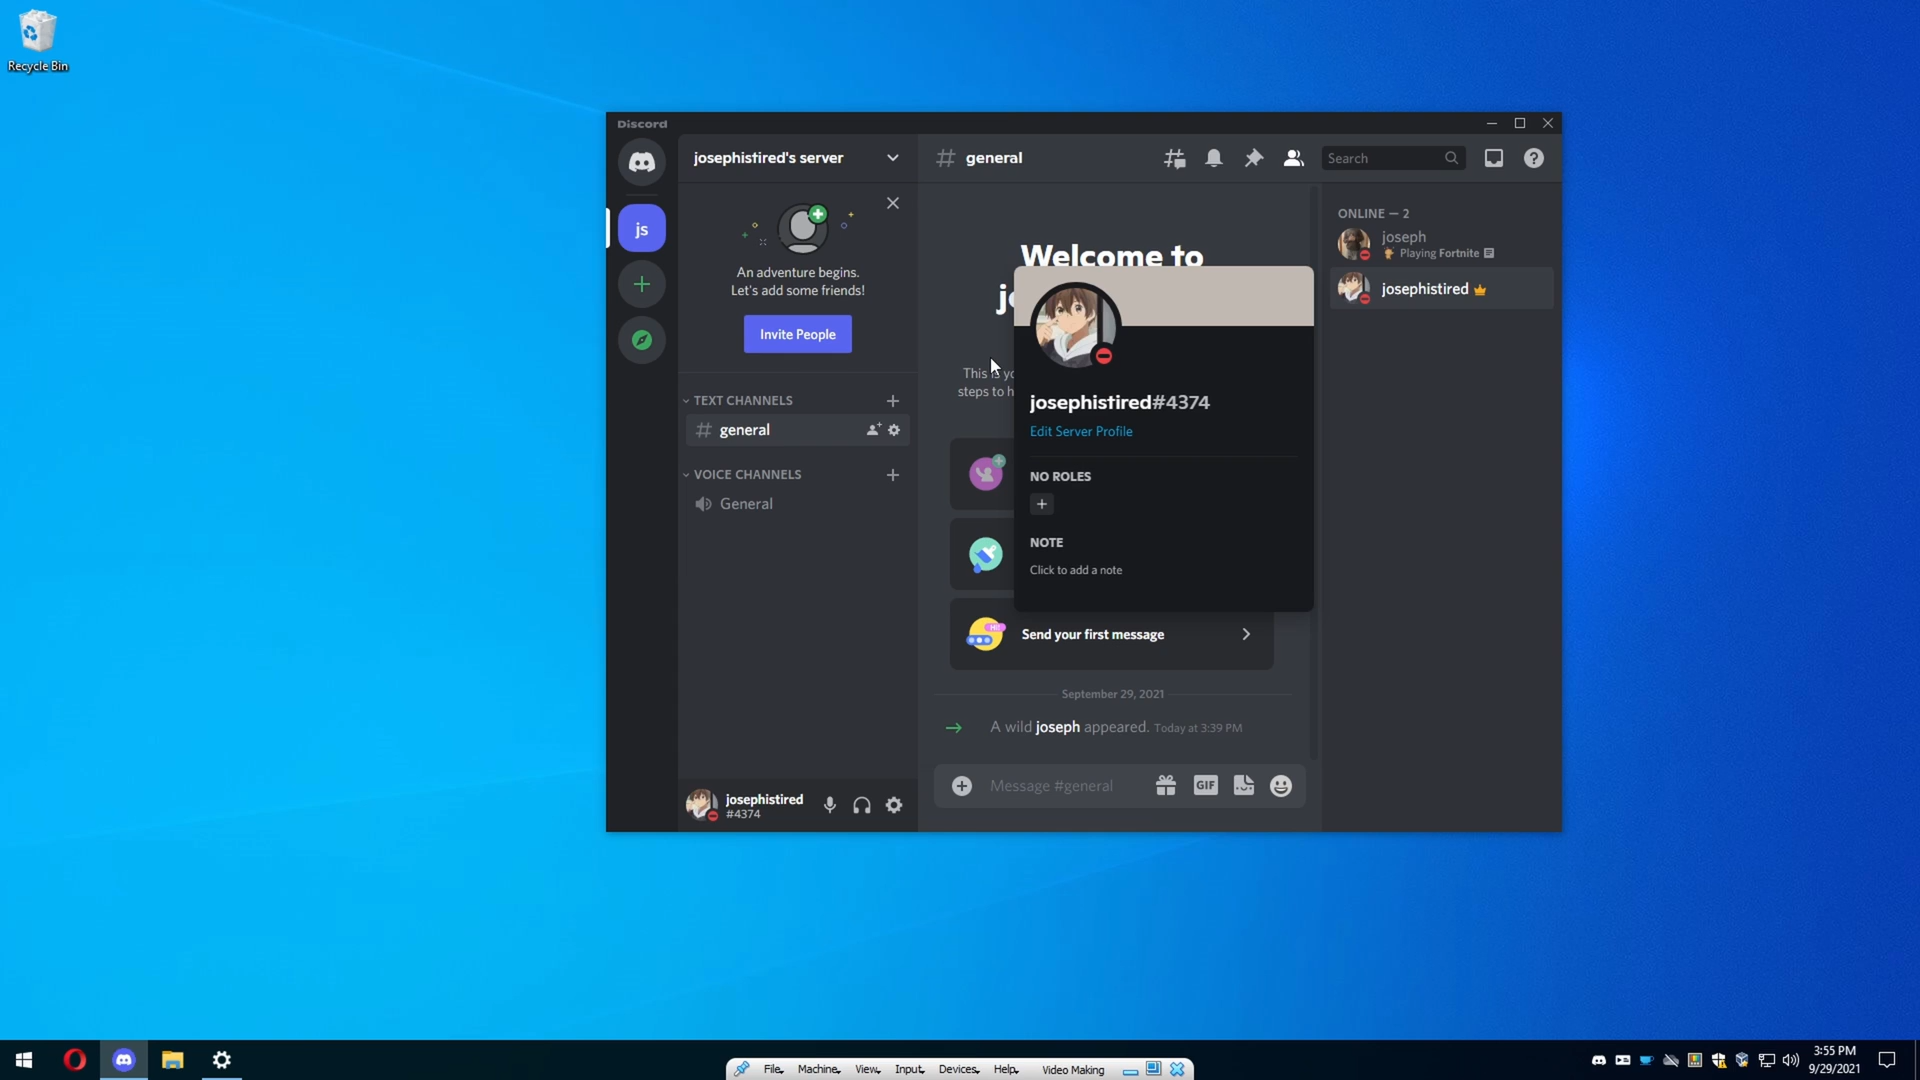 Recycle Bin
Discord
josephistired's server
general
Search
js
An adventure begins.
Let's add some friends!
Invite People
TEXT CHANNELS
general
VOICE CHANNELS
General
josephistired
#4374
Welcome to
This is
steps to
josephistired#4374
Edit Server Profile
NO ROLES
NOTE
Click to add a note
Send your first message
September 29, 2021
A wild joseph appeared. Today at 3:39 PM
Message #general
GIF
ONLINE — 2
joseph
Playing Fortnite
josephistired
File
Machine
View
Input
Devices
Help
Video Making
3:55 PM
9/29/2021